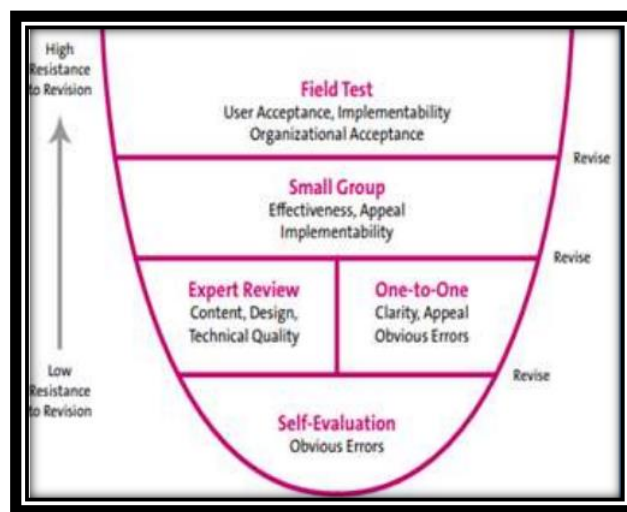 High
Resistance
to Revision
Field Test
User Acceptance, Implementability
Organizational Acceptance
Revise
Small Group
Effectiveness, Appeal
Implementability
Revise
Expert Review
Content, Design,
Technical Quality
One-to-One
Clarity, Appeal
Obvious Errors
Low
Resistance
to Revision
Revise
Self-Evaluation
Obvious Errors